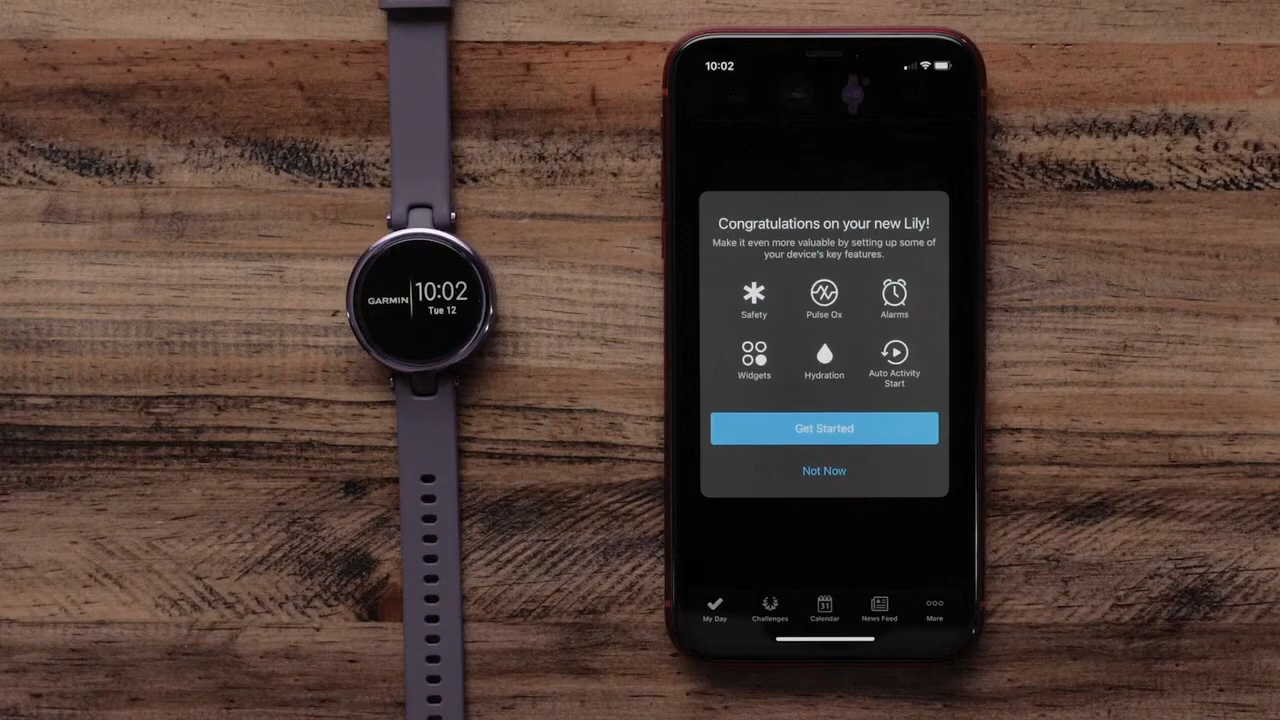 GARMIN
10:02
Tue 12
10:02
Congratulations on your new Lily!
Make it even more valuable by setting up some of
your device's key features.
Safety
Pulse Ox
Alarms
Widgets
Hydration
Auto Activity
Start
Get Started
Not Now
31
My Day
Challenges
Calendar
News Feed
More